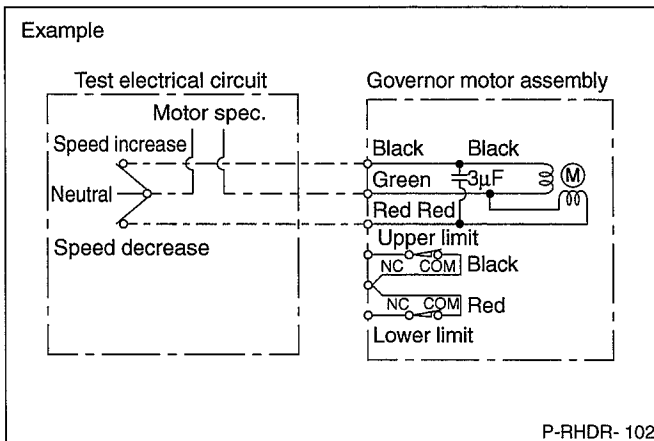 Example
Test electrical circuit
Governor motor assembly
Motor spec.
Speed increase
Neutral
Speed decrease
Black Black
Green 3µF M
Red Red
Upper limit
NC COM Black
NC COM Red
Lower limit
P-RHDR- 102